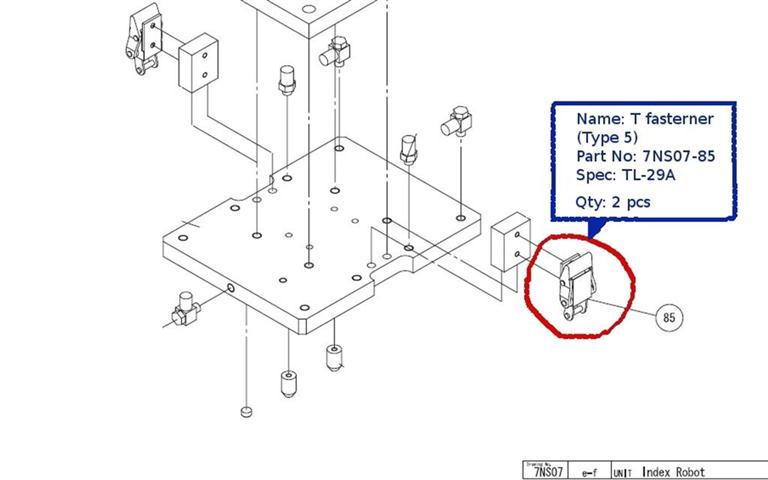 Name: T fasterner
(Type 5)
Part No: 7NS07-85
Spec: TL-29A
Qty: 2 pcs
85
Drawing No.
7NS07
e-f
UNIT Index Robot